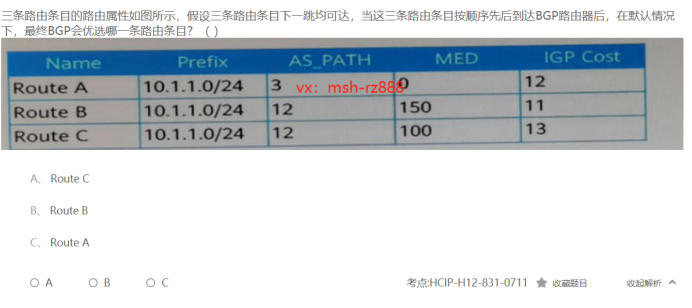 三条路由条目的路由属性如图所示，假设三条路由条目下一跳均可达，当这三条路由条目按顺序先后到达BGP路由器后，在默认情况
下，最终BGP会优选哪一条路由条目？（ ）
Name Prefix AS_PATH MED IGP Cost
Route A 10.1.1.0/24 3 vx：msh-rz888 0 12
Route B 10.1.1.0/24 12 150 11
Route C 10.1.1.0/24 12 100 13
A、 Route C
B、 Route B
C、 Route A
A B C 考点:HCIP-H12-831-0711 收藏题目 收起解析